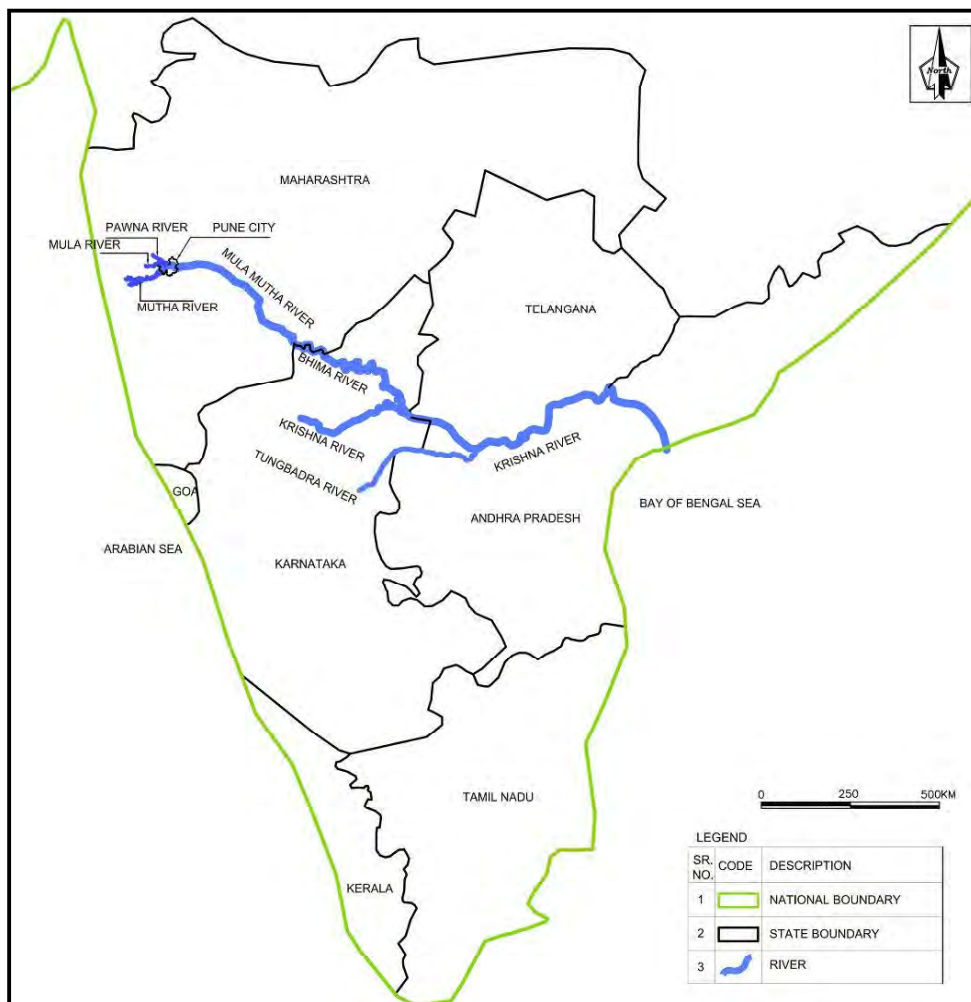 North
MAHARASHTRA
PAWNA RIVER
PUNE CITY
MULA RIVER
MUTHA RIVER
MULA MUTHA RIVER
TELANGANA
BHIMA RIVER
KRISHNA RIVER
TUNGBADRA RIVER
KRISHNA RIVER
GOA
ANDHRA PRADESH
BAY OF BENGAL SEA
ARABIAN SEA
KARNATAKA
TAMIL NADU
KERALA
0 250 500KM
LEGEND
SR. NO. CODE DESCRIPTION
1 NATIONAL BOUNDARY
2 STATE BOUNDARY
3 RIVER